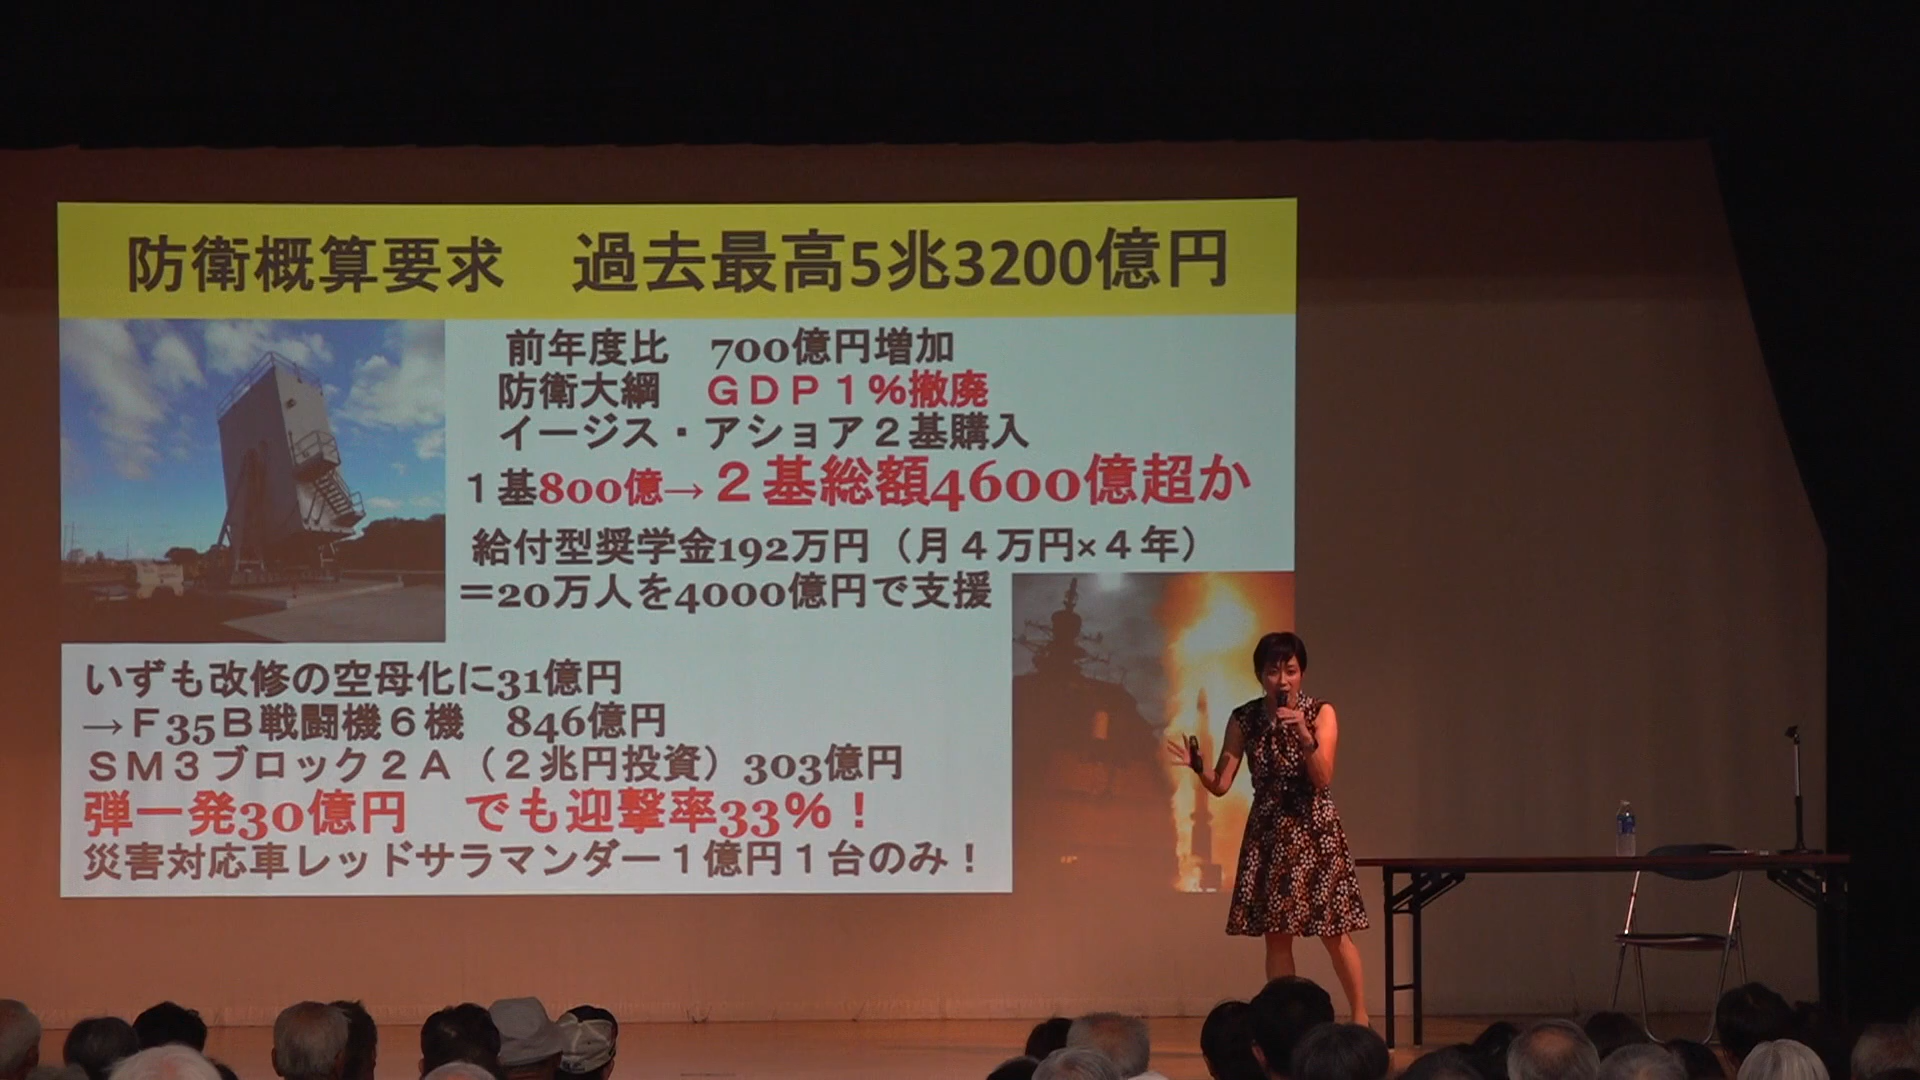 防衛概算要求　過去最高5兆3200億円
前年度比　700億円増加
防衛大綱　ＧＤＰ１％撤廃
イージス・アショア２基購入
１基800億→２基総額4600億超か
給付型奨学金192万円（月４万円×４年）
＝20万人を4000億円で支援
いずも改修の空母化に31億円
→Ｆ35Ｂ戦闘機６機　846億円
ＳＭ３ブロック２Ａ（２兆円投資）303億円
弾一発30億円　でも迎撃率33％！
災害対応車レッドサラマンダー１億円１台のみ！